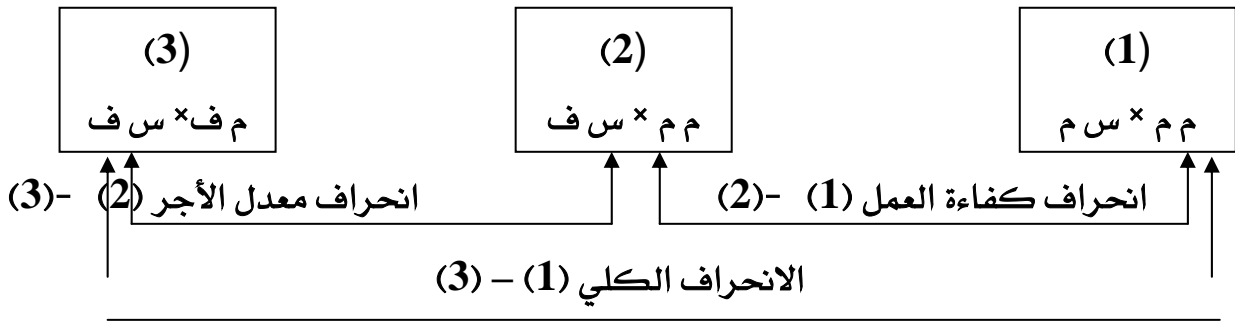 (1)
م م × س م
(2)
م م × س ف
(3)
م ف× س ف
انحراف كفاءة العمل (1) -(2)
انحراف معدل الأجر (2) -(3)
الانحراف الكلي (1) – (3)